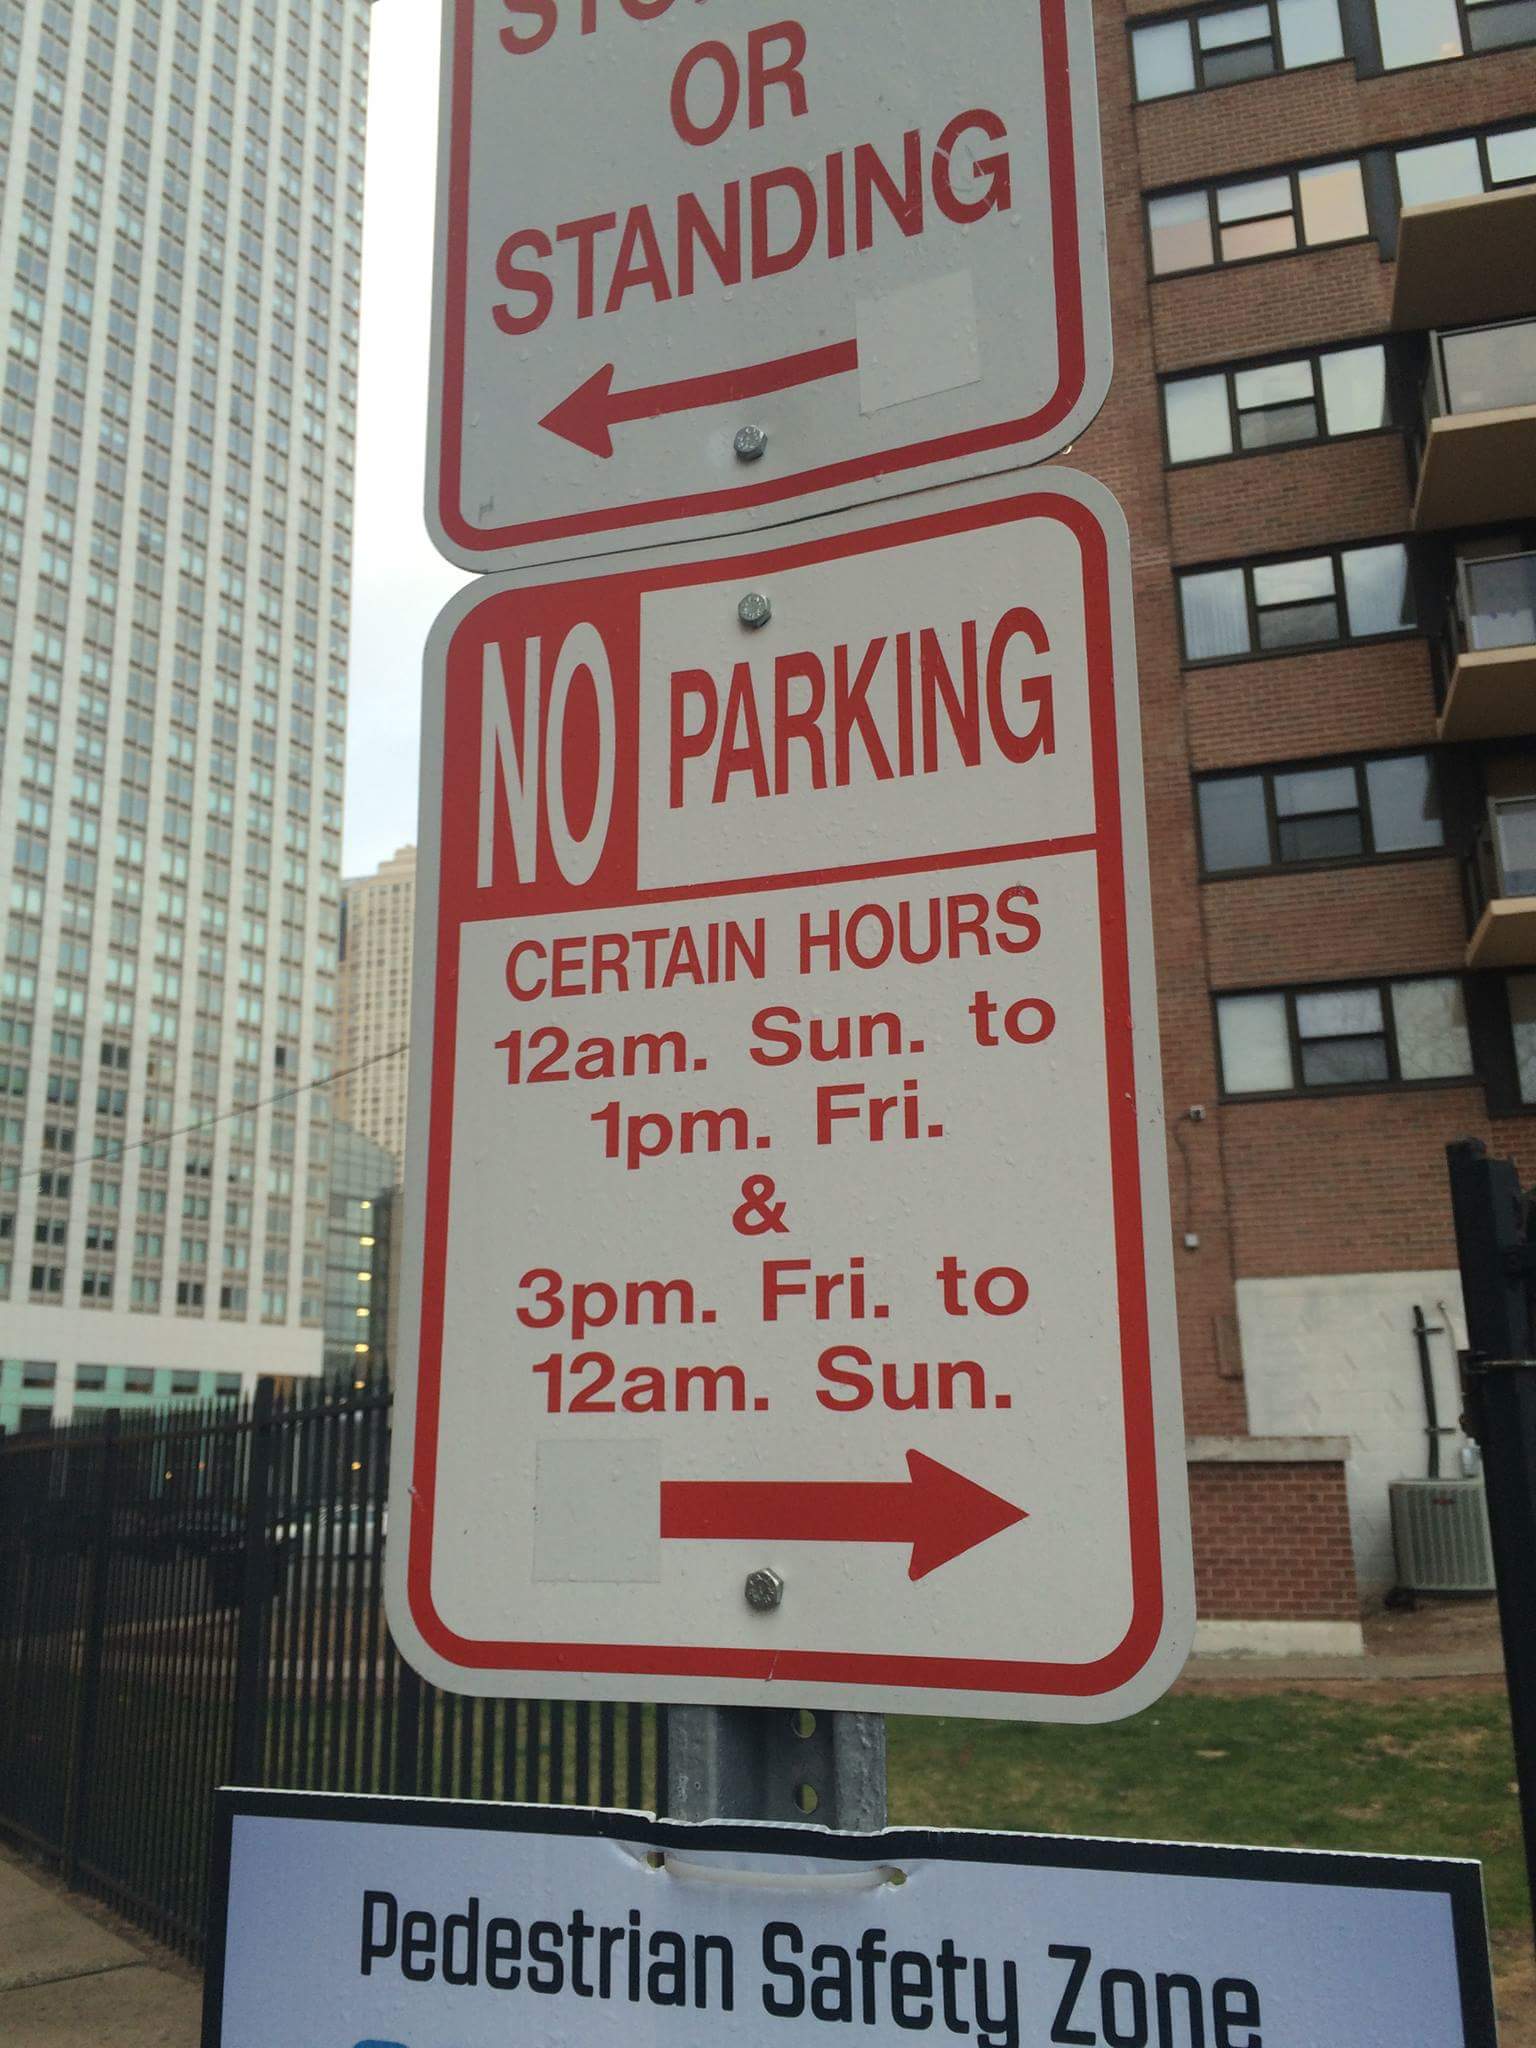 OR
STANDING
NO PARKING
CERTAIN HOURS
12am. Sun. to
1pm. Fri.
&
3pm. Fri. to
12am. Sun.
Pedestrian Safety Zone